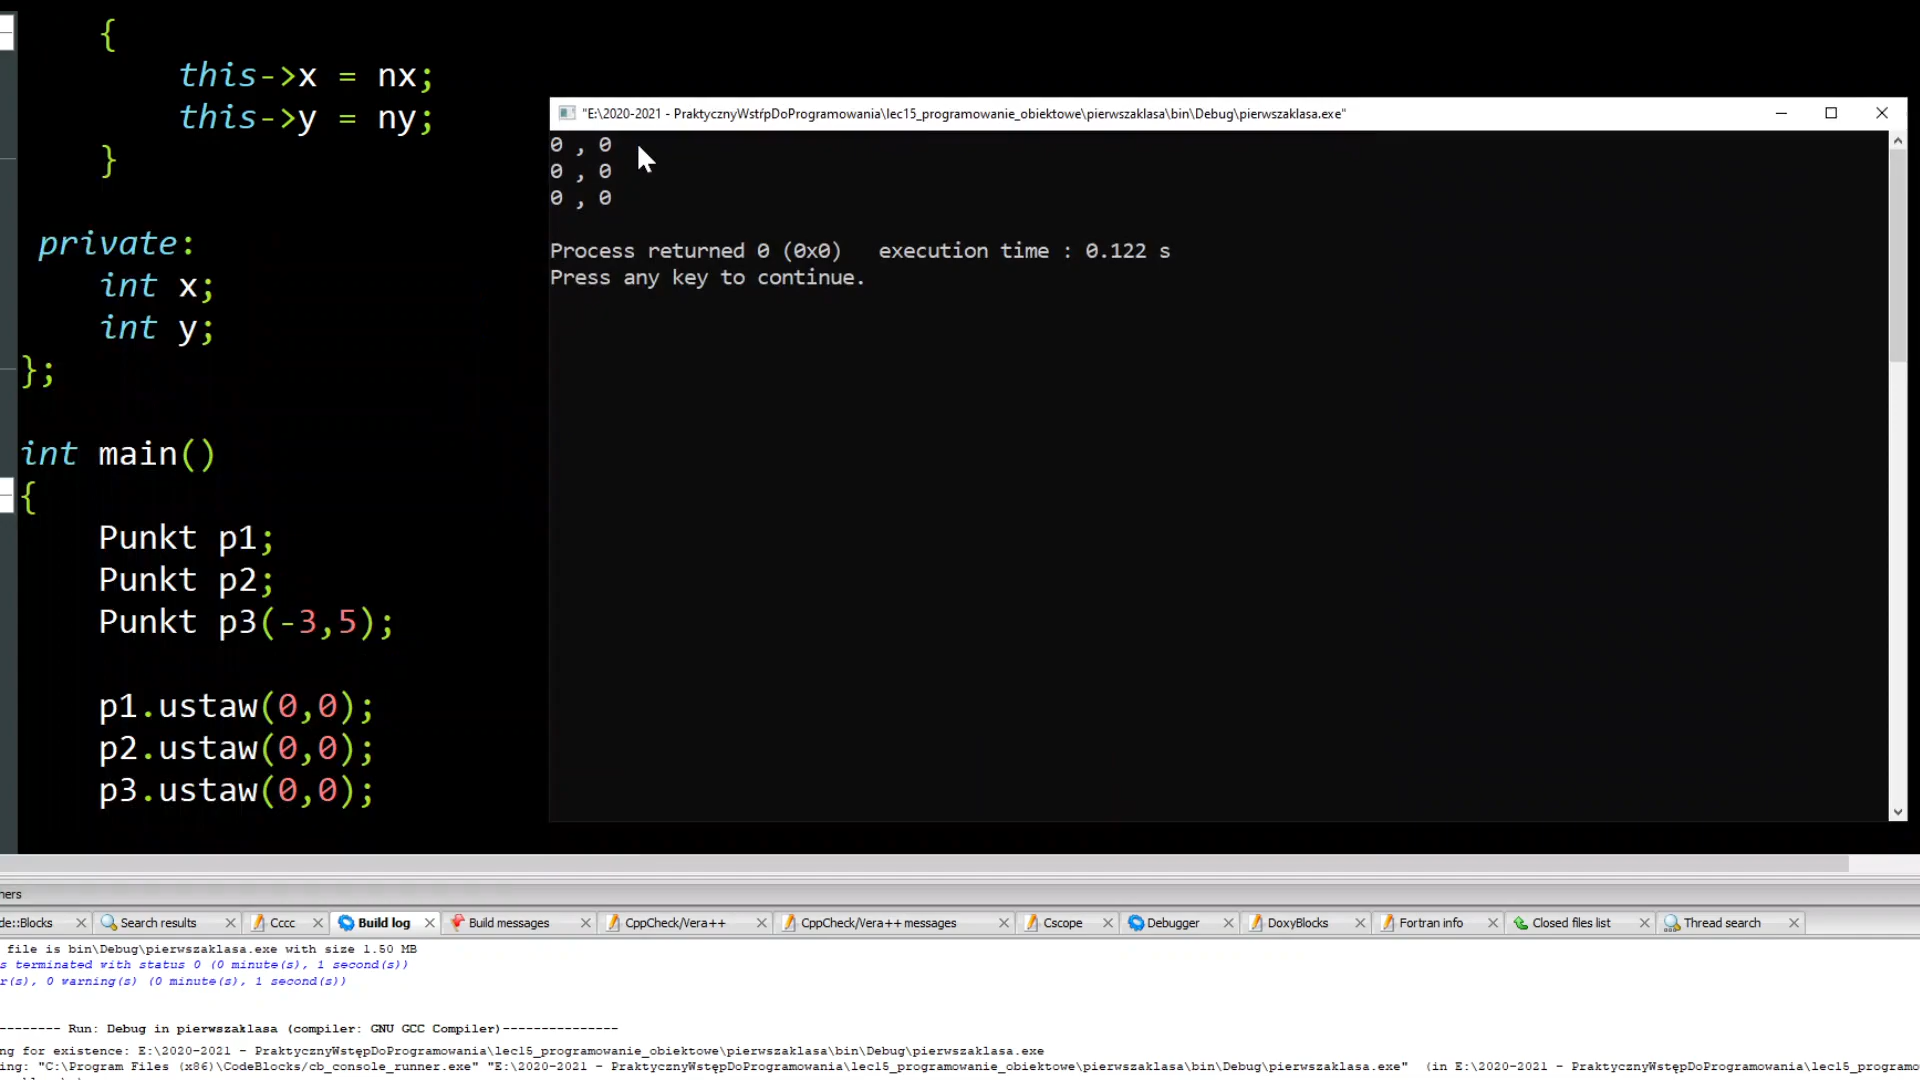 {
this->x = nx;
this->y = ny;
}
private:
int x;
int y;
};
int main()
{
Punkt p1;
Punkt p2;
Punkt p3(-3,5);
p1.ustaw(0,0);
p2.ustaw(0,0);
p3.ustaw(0,0);
"E:\2020-2021 - PraktycznyWstŕpDoProgramowania\lec15_programowanie_obiektowe\pierwszaklasa\bin\Debug\pierwszaklasa.exe"
0 , 0
0 , 0
0 , 0
Process returned 0 (0x0)   execution time : 0.122 s
Press any key to continue.
ners
de::Blocks Search results Cccc Build log Build messages CppCheck/Vera++ CppCheck/Vera++ messages Cscope Debugger DoxyBlocks Fortran info Closed files list Thread search
file is bin\Debug\pierwszaklasa.exe with size 1.50 MB
s terminated with status 0 (0 minute(s), 1 second(s))
r(s), 0 warning(s) (0 minute(s), 1 second(s))
-------- Run: Debug in pierwszaklasa (compiler: GNU GCC Compiler)---------------
ng for existence: E:\2020-2021 - PraktycznyWstępDoProgramowania\lec15_programowanie_obiektowe\pierwszaklasa\bin\Debug\pierwszaklasa.exe
ing: "C:\Program Files (x86)\CodeBlocks/cb_console_runner.exe" "E:\2020-2021 - PraktycznyWstępDoProgramowania\lec15_programowanie_obiektowe\pierwszaklasa\bin\Debug\pierwszaklasa.exe"  (in E:\2020-2021 - PraktycznyWstępDoProgramowania\lec15_programo